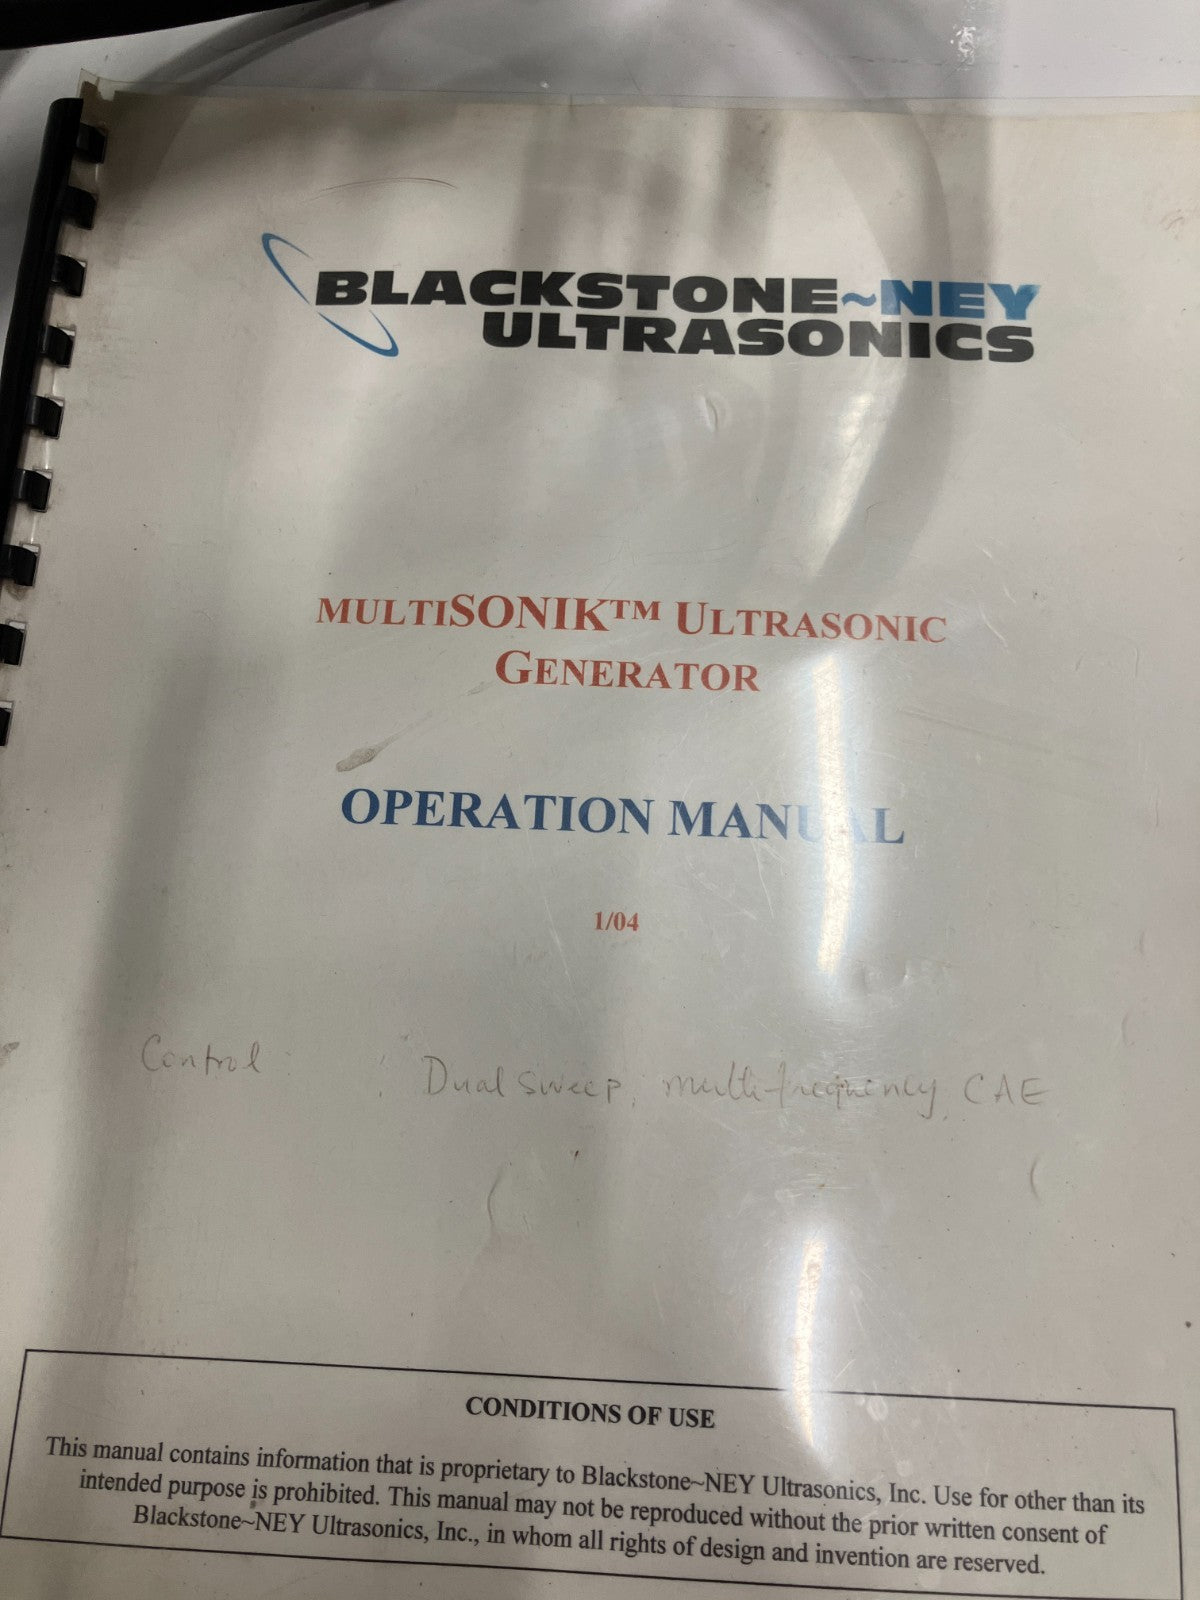 BLACKSTONE~NEY
ULTRASONICS
MULTISONIK™ ULTRASONIC
GENERATOR
OPERATION MANUAL
1/04
Control : : Dual sweep, multi-frequency CAE
CONDITIONS OF USE
This manual contains information that is proprietary to Blackstone~NEY Ultrasonics, Inc. Use for other than its
intended purpose is prohibited. This manual may not be reproduced without the prior written consent of
Blackstone~NEY Ultrasonics, Inc., in whom all rights of design and invention are reserved.